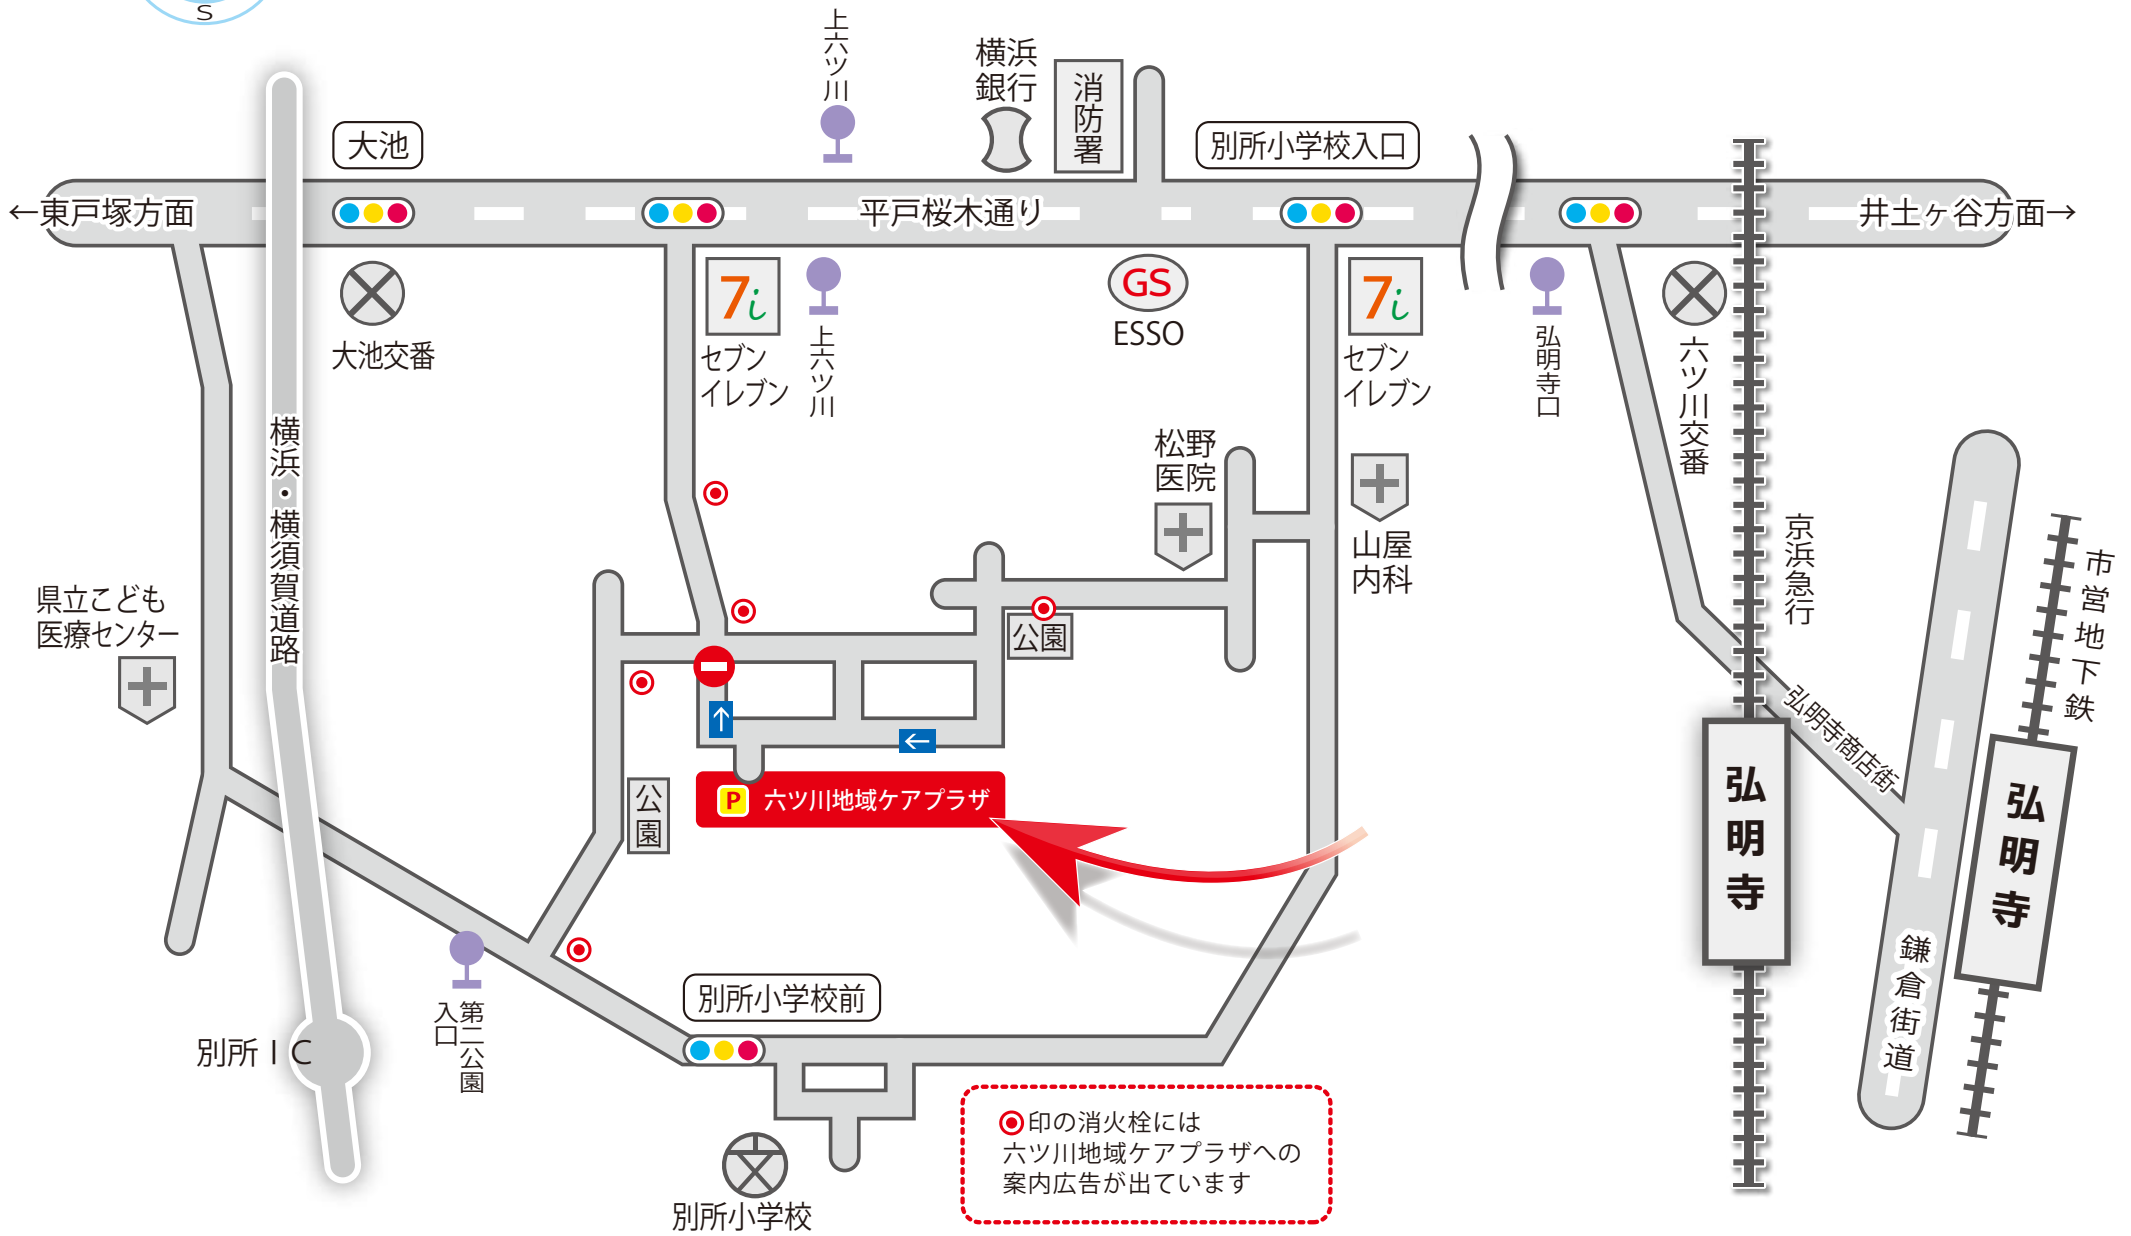 S
上六ツ川
横浜
銀行
消防署
大池
別所小学校入口
←東戸塚方面
平戸桜木通り
井土ヶ谷方面→
大池交番
7i
セブン
イレブン
上六ツ川
GS
ESSO
7i
セブン
イレブン
弘明寺口
六ツ川交番
横浜・横須賀道路
松野
医院
山屋
内科
京浜急行
市営地下鉄
県立こども
医療センター
公園
弘明寺商店街
公園
P 六ツ川地域ケアプラザ
弘明寺
弘明寺
鎌倉街道
別所IC
第二公園
入口
別所小学校前
別所小学校
印の消火栓には
六ツ川地域ケアプラザへの
案内広告が出ています